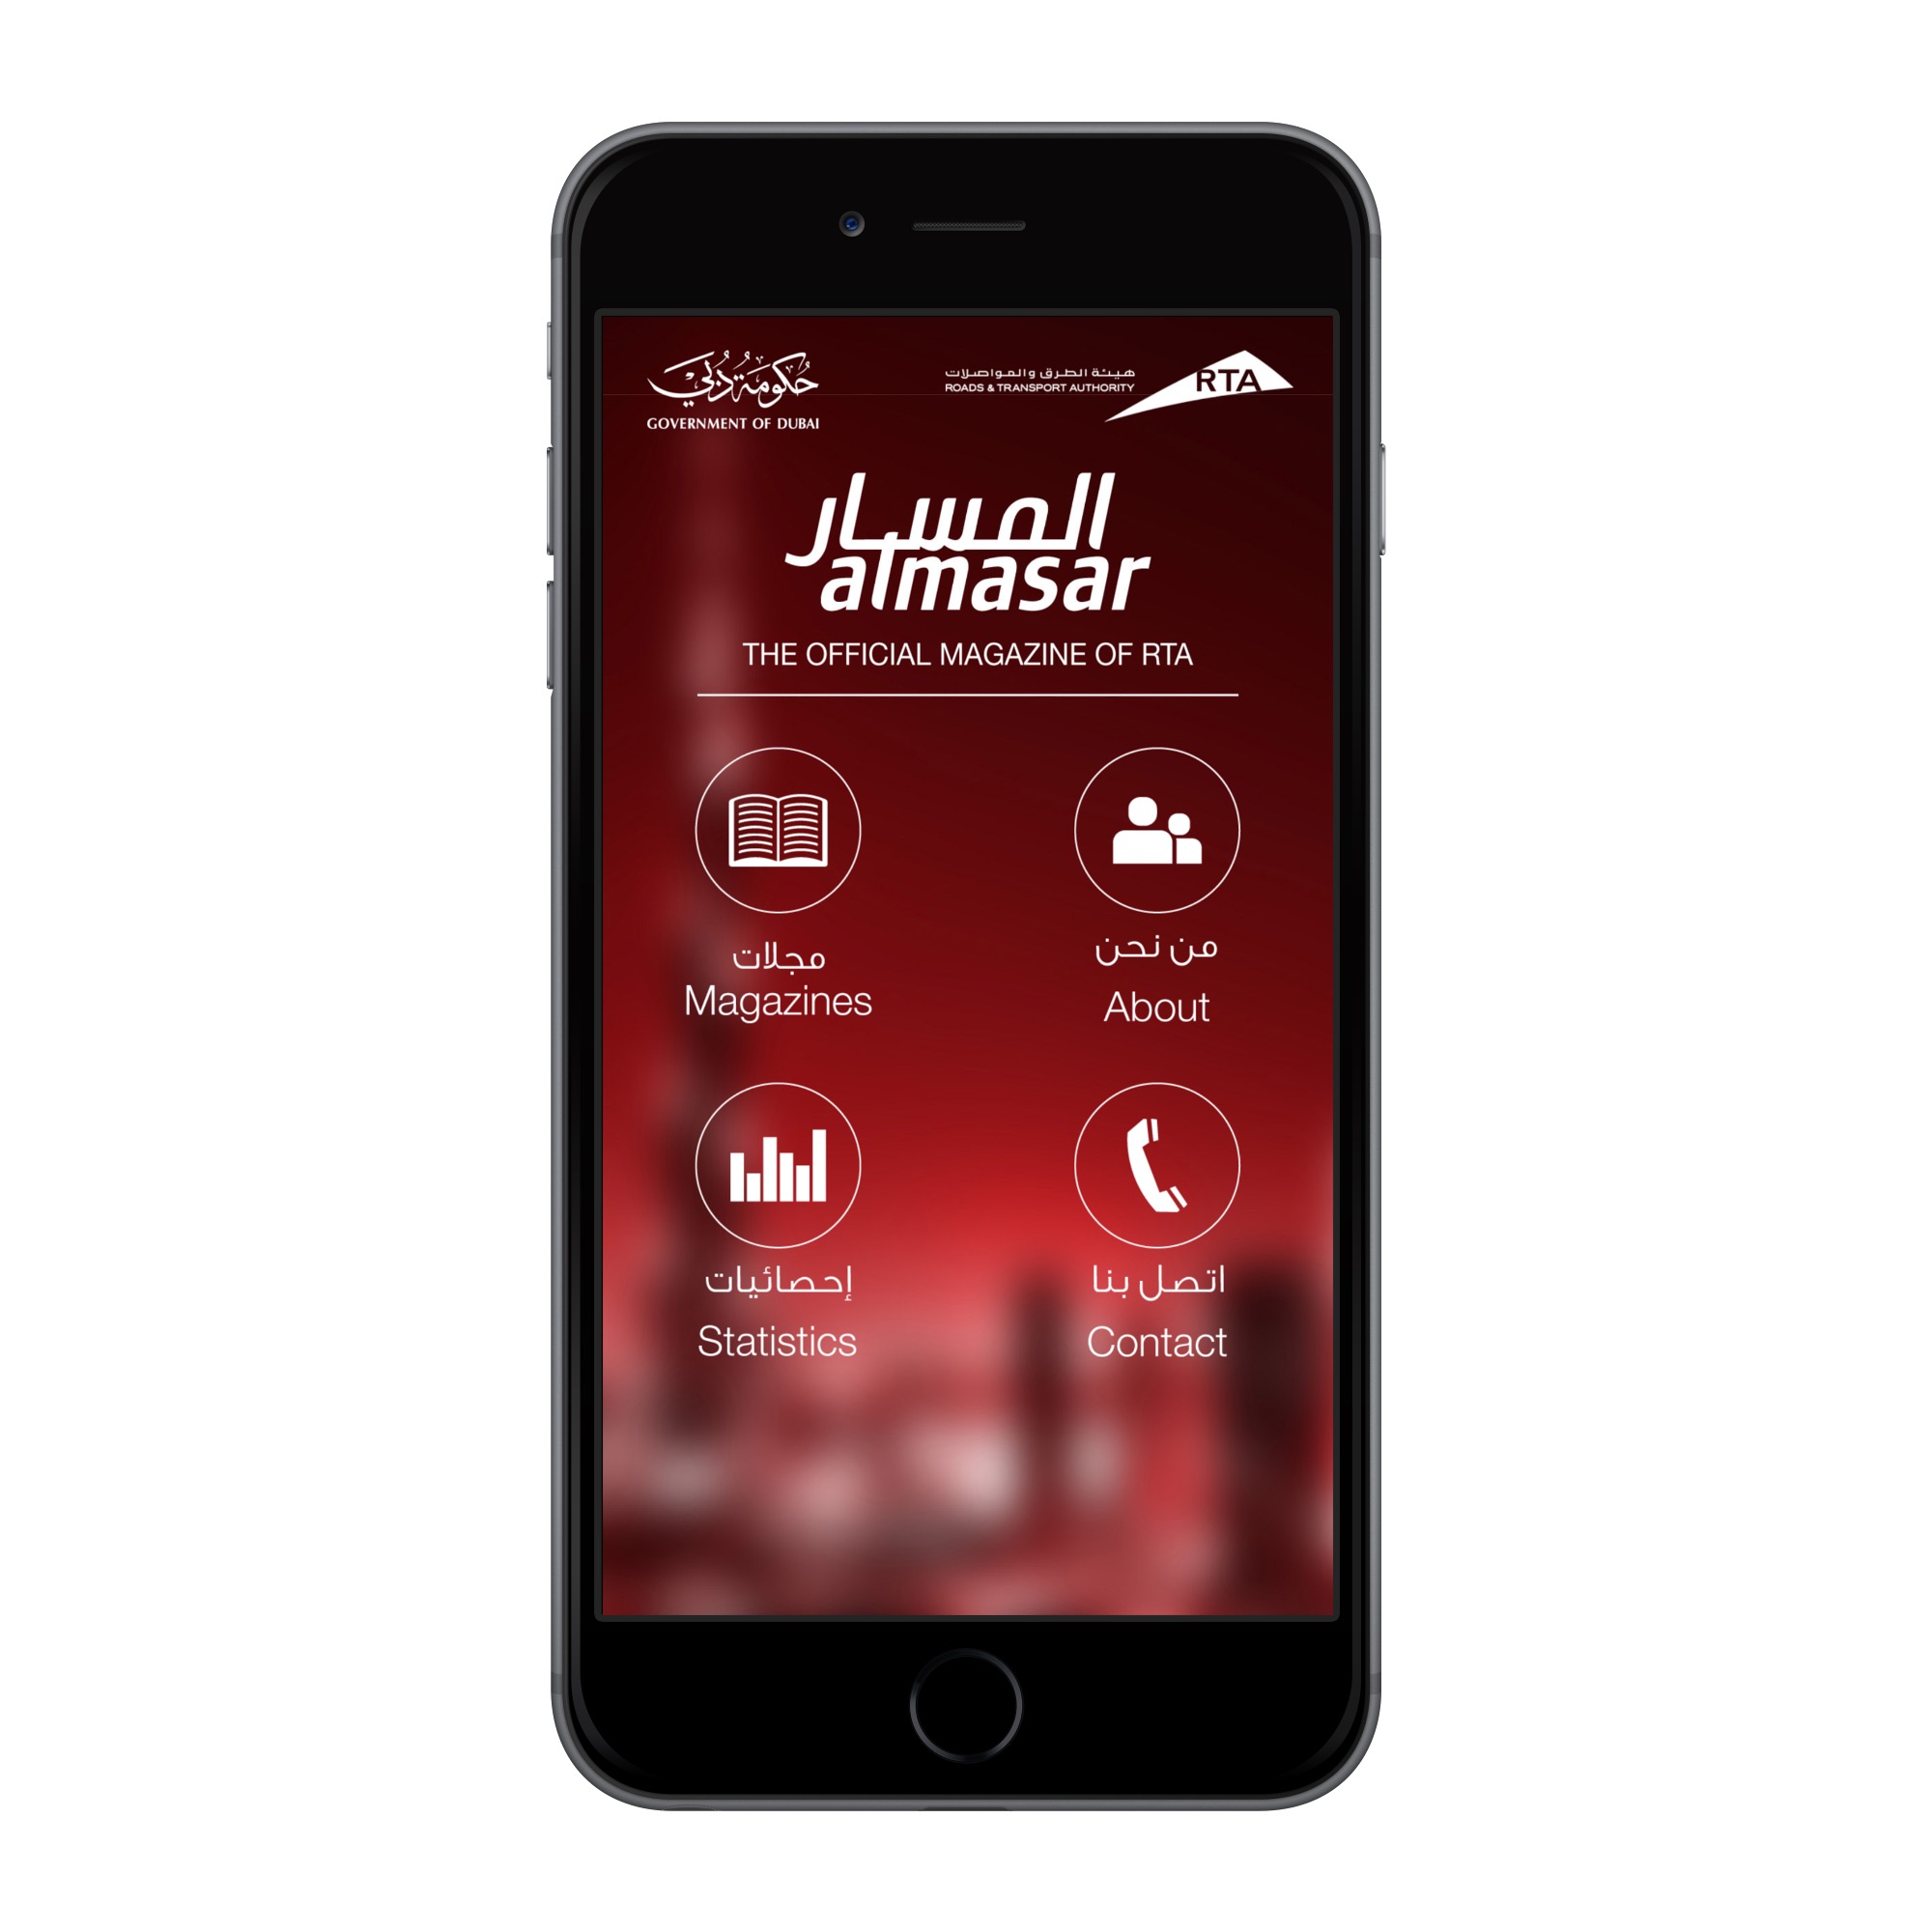 حكومة دبي
GOVERNMENT OF DUBAI
هيئة الطرق والمواصلات
ROADS & TRANSPORT AUTHORITY
RTA
المسار
almasar
THE OFFICIAL MAGAZINE OF RTA
مجلات
Magazines
من نحن
About
إحصائيات
Statistics
اتصل بنا
Contact